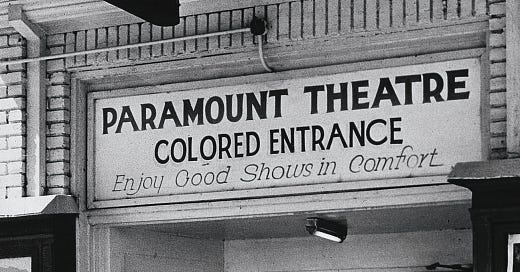 PARAMOUNT THEATRE
COLORED ENTRANCE
Enjoy Good Shows in Comfort